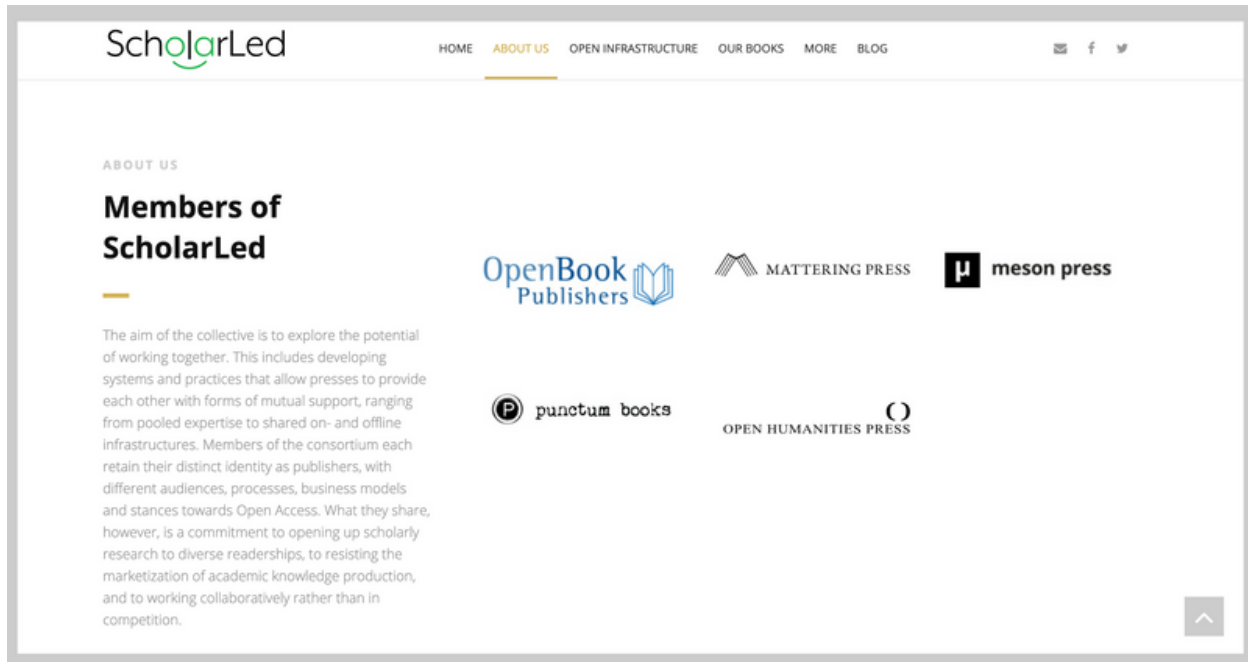 ScholarLed
HOME ABOUT US OPEN INFRASTRUCTURE OUR BOOKS MORE BLOG
ABOUT US
Members of
ScholarLed
The aim of the collective is to explore the potential
of working together. This includes developing
systems and practices that allow presses to provide
each other with forms of mutual support, ranging
from pooled expertise to shared on- and offline
infrastructures. Members of the consortium each
retain their distinct identity as publishers, with
different audiences, processes, business models
and stances towards Open Access. What they share,
however, is a commitment to opening up scholarly
research to diverse readerships, to resisting the
marketization of academic knowledge production,
and to working collaboratively rather than in
competition.
OpenBook
Publishers
MATTERING PRESS
µ meson press
P punctum books
OPEN HUMANITIES PRESS